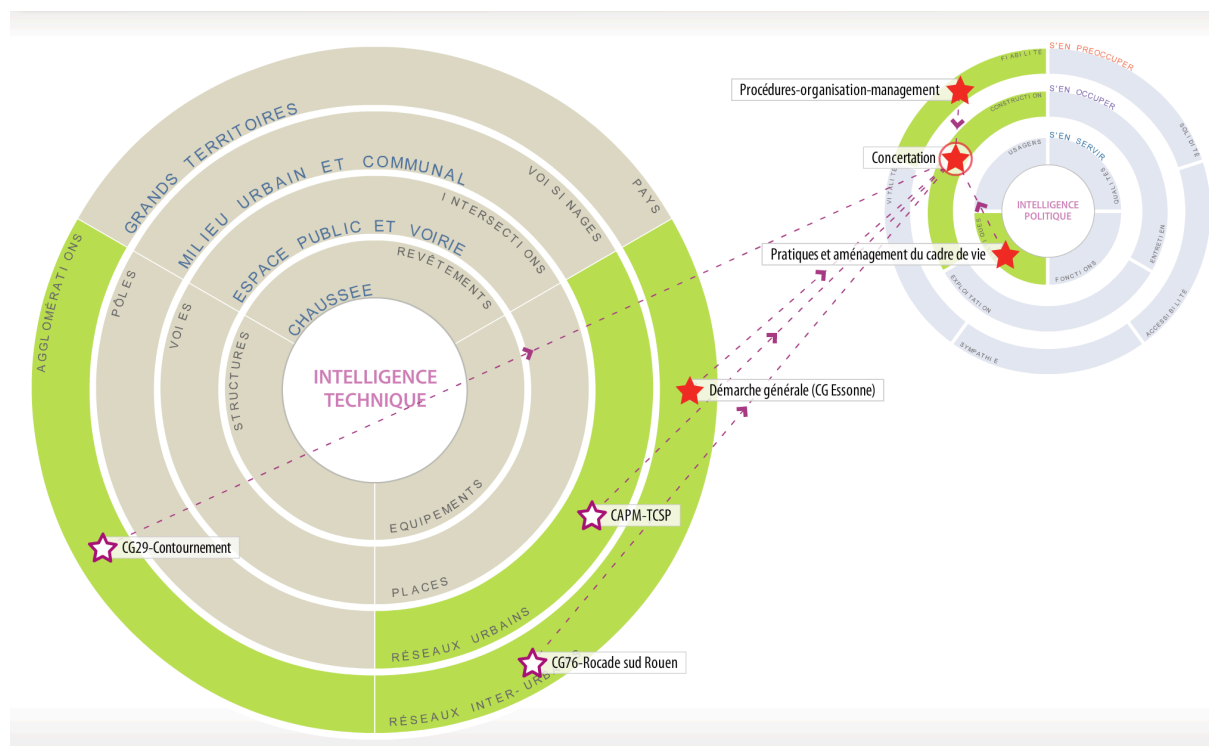 S'EN PREOCCUPER
FIABILITE
S'EN OCCUPER
CONSTRUCTION
S'EN SERVIR
USAGERS
SOLIDITE
QUALITES
VITALITE
INTELLIGENCE
POLITIQUE
ENTRETIEN
FONCTIONS
EXPLOITATION
ACCESSIBILITE
SYMPATHIE
Procédures-organisation-management
Concertation
Pratiques et aménagement du cadre de vie
GRANDS TERRITOIRES
PAYS
AGGLOMÉRATIONS
MILIEU URBAIN ET COMMUNAL
VOISINAGES
PÔLES
ESPACE PUBLIC ET VOIRIE
INTERSECTIONS
VOIES
CHAUSSEE
REVÉTEMENTS
STRUCTURES
INTELLIGENCE
TECHNIQUE
Démarche générale (CG Essonne)
EQUIPEMENTS
CAPM-TCSP
CG29-Contournement
PLACES
RÉSEAUX URBAINS
CG76-Rocade sud Rouen
RÉSEAUX INTER-